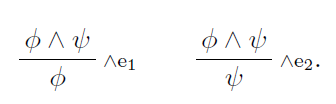 ϕ ∧ ψ / ϕ ∧e₁    ϕ ∧ ψ / ψ ∧e₂.